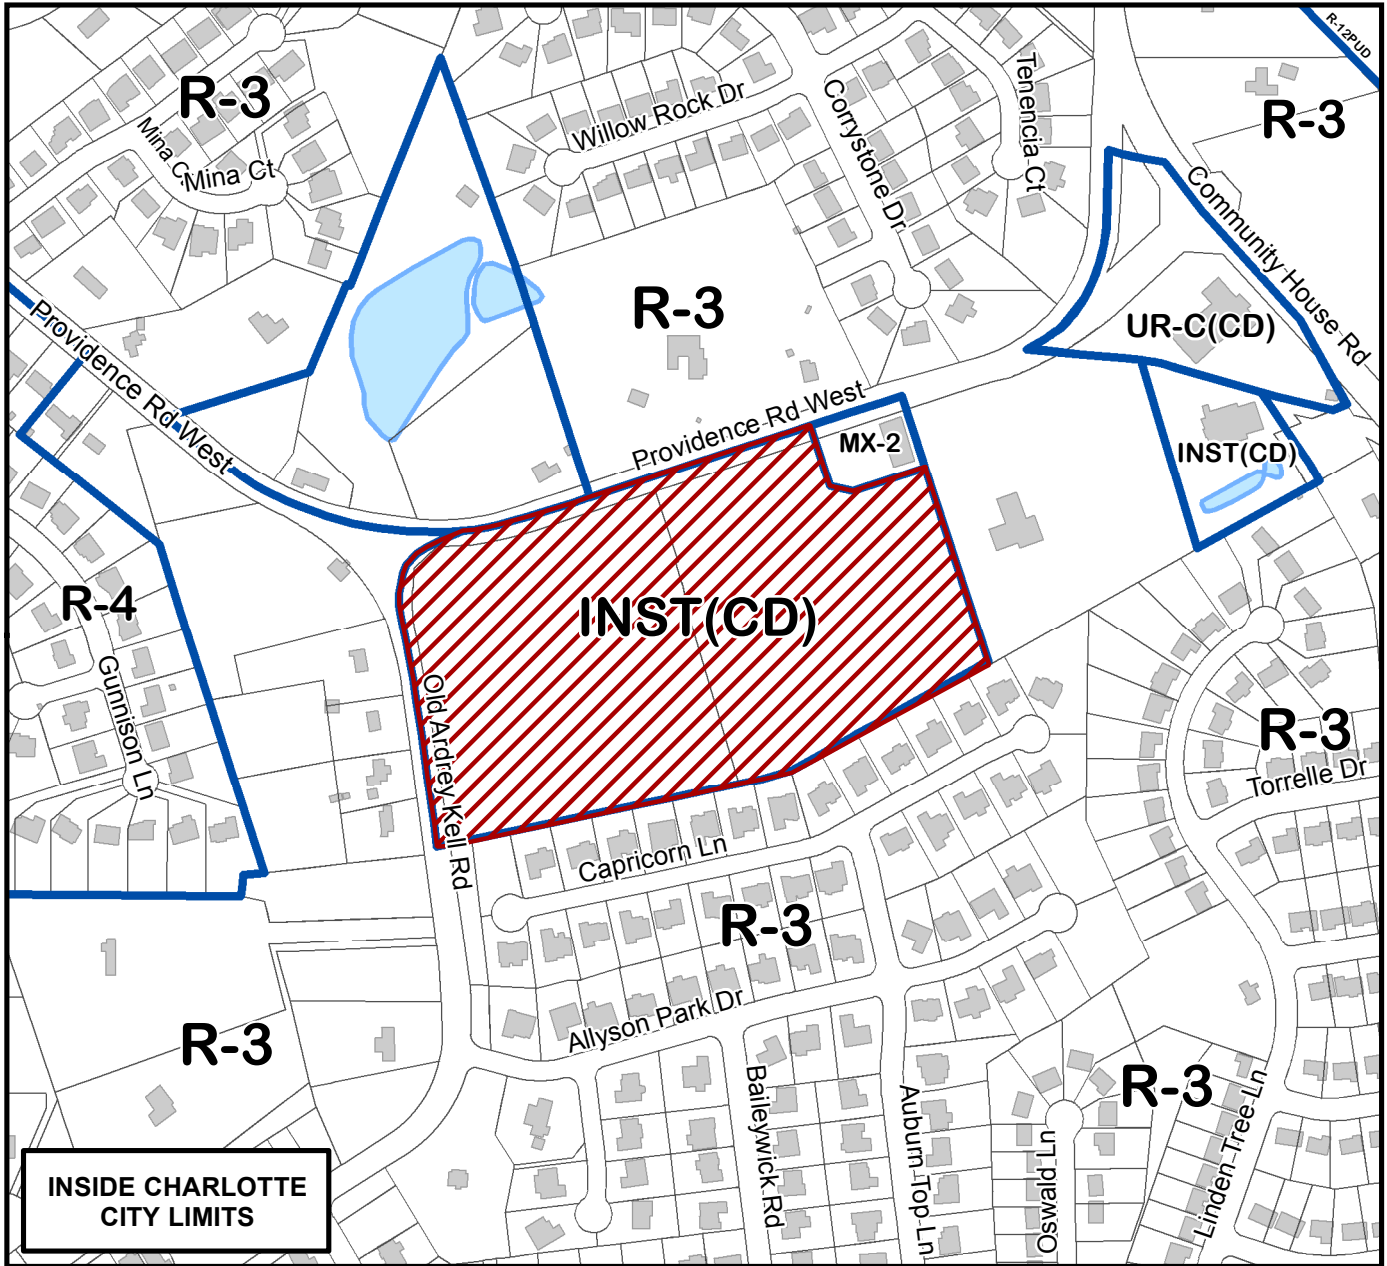 R-12PUD
R-3
R-3
Tenencia Ct
Willow Rock Dr
Corrystone Dr
Mina C
Mina Ct
Community House Rd
R-3
UR-C(CD)
Providence Rd West
Providence Rd West
MX-2
INST(CD)
R-4
INST(CD)
Gunnison Ln
Old Ardrey Kell Rd
R-3
Torrelle Dr
Capricorn Ln
R-3
Allyson Park Dr
R-3
R-3
Baileywick Rd
Auburn Top Ln
Oswald Ln
Linden Tree Ln
INSIDE CHARLOTTE
CITY LIMITS